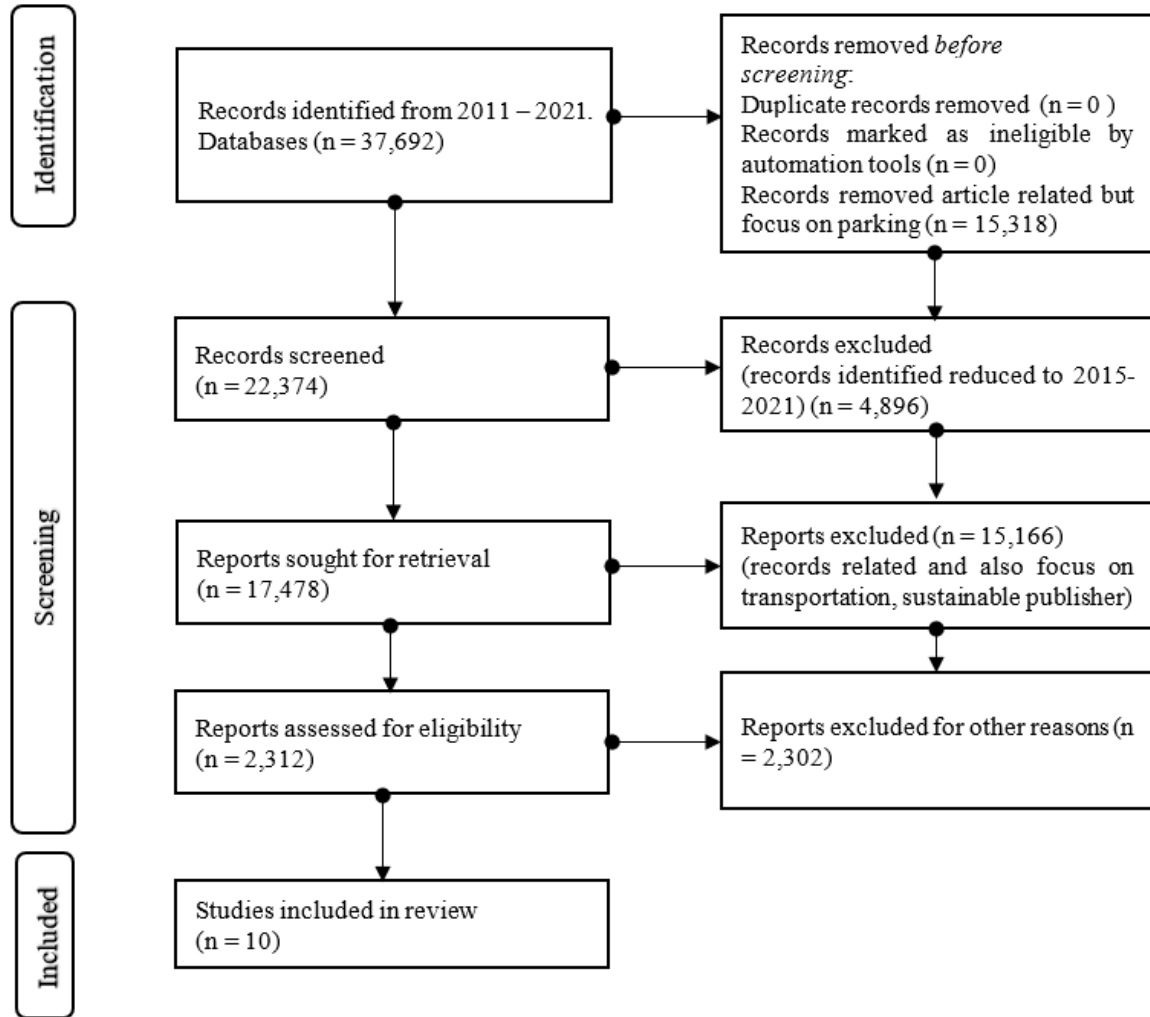 Identification
Records identified from 2011 – 2021.
Databases (n = 37,692)
Records removed before
screening:
Duplicate records removed (n = 0 )
Records marked as ineligible by
automation tools (n = 0)
Records removed article related but
focus on parking (n = 15,318)
Screening
Records screened
(n = 22,374)
Records excluded
(records identified reduced to 2015-
2021) (n = 4,896)
Reports sought for retrieval
(n = 17,478)
Reports excluded (n = 15,166)
(records related and also focus on
transportation, sustainable publisher)
Reports assessed for eligibility
(n = 2,312)
Reports excluded for other reasons (n
= 2,302)
Included
Studies included in review
(n = 10)